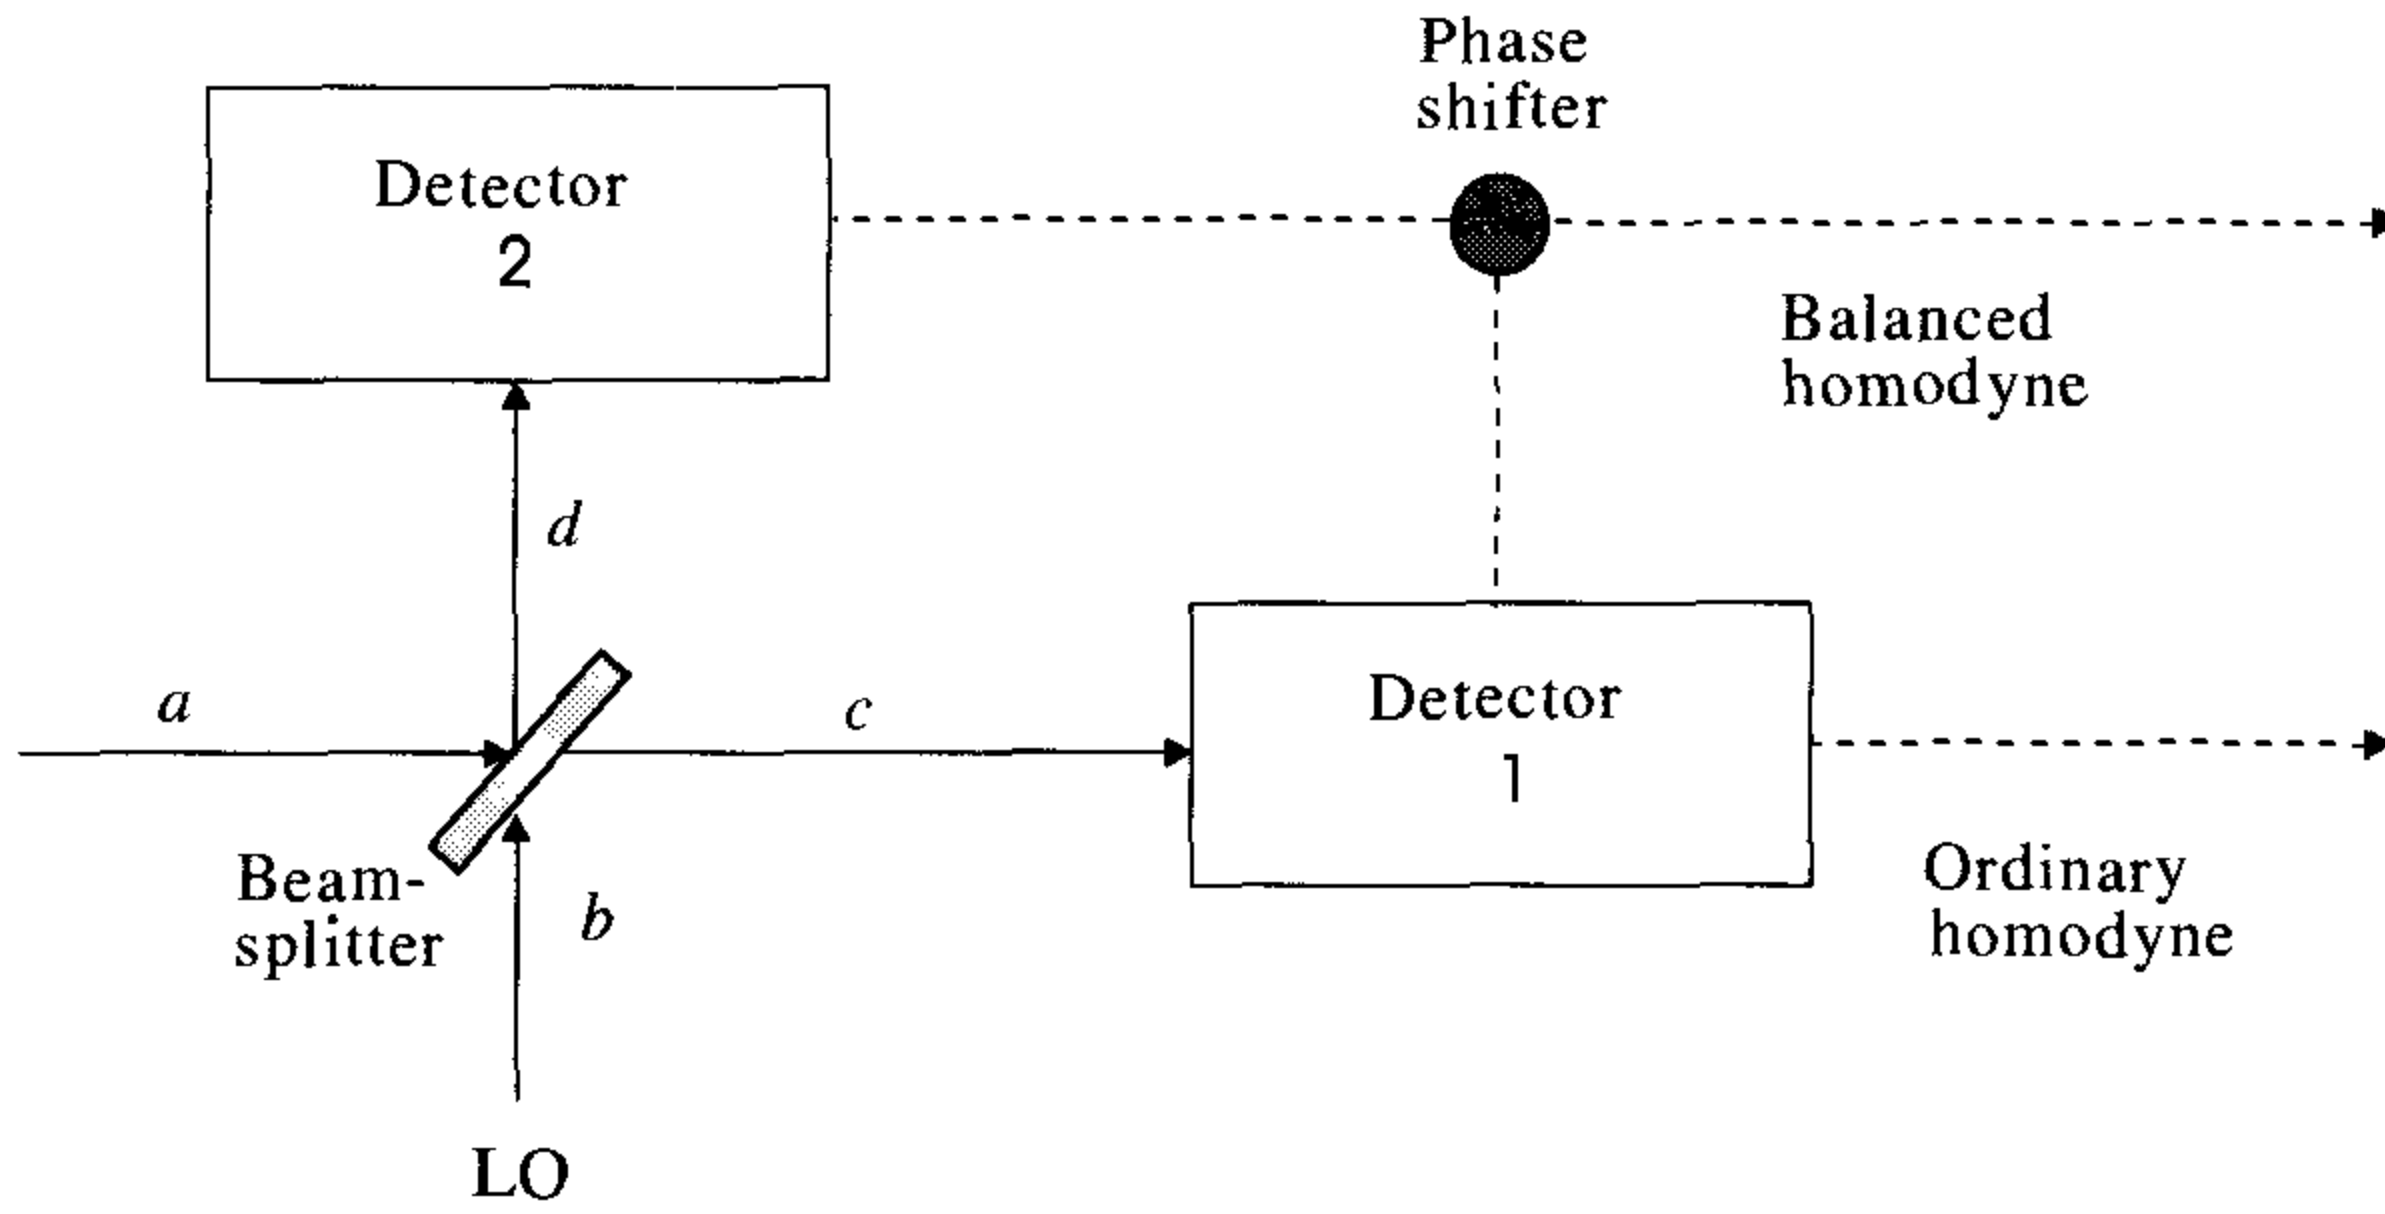 Phase
shifter
Detector
2
Balanced
homodyne
d
a
c
Detector
1
Beam-
splitter
b
Ordinary
homodyne
LO